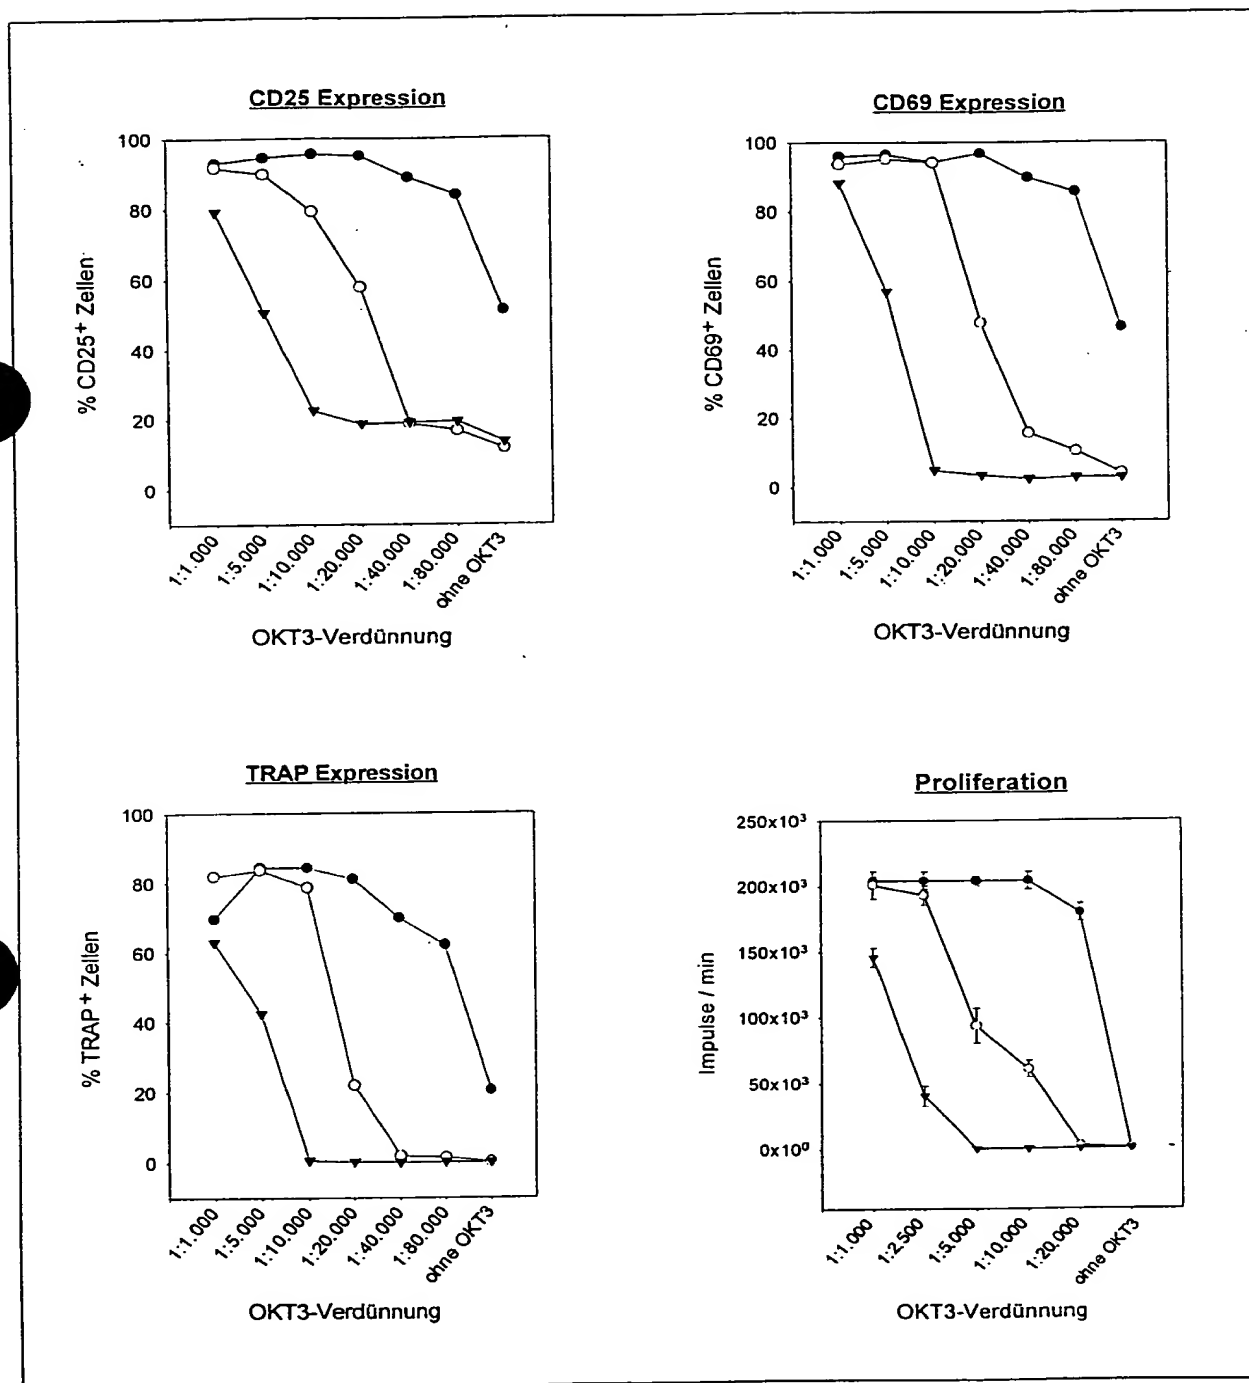 CD25 Expression
% CD25+ Zellen
100
80
60
40
20
0
1:1.000
1:5.000
1:10.000
1:20.000
1:40.000
1:80.000
ohne OKT3
OKT3-Verdünnung
CD69 Expression
% CD69+ Zellen
100
80
60
40
20
0
1:1.000
1:5.000
1:10.000
1:20.000
1:40.000
1:80.000
ohne OKT3
OKT3-Verdünnung
TRAP Expression
% TRAP+ Zellen
100
80
60
40
20
0
1:1.000
1:5.000
1:10.000
1:20.000
1:40.000
1:80.000
ohne OKT3
OKT3-Verdünnung
Proliferation
Impulse / min
250x10³
200x10³
150x10³
100x10³
50x10³
0x10⁰
1:1.000
1:2.500
1:5.000
1:10.000
1:20.000
ohne OKT3
OKT3-Verdünnung